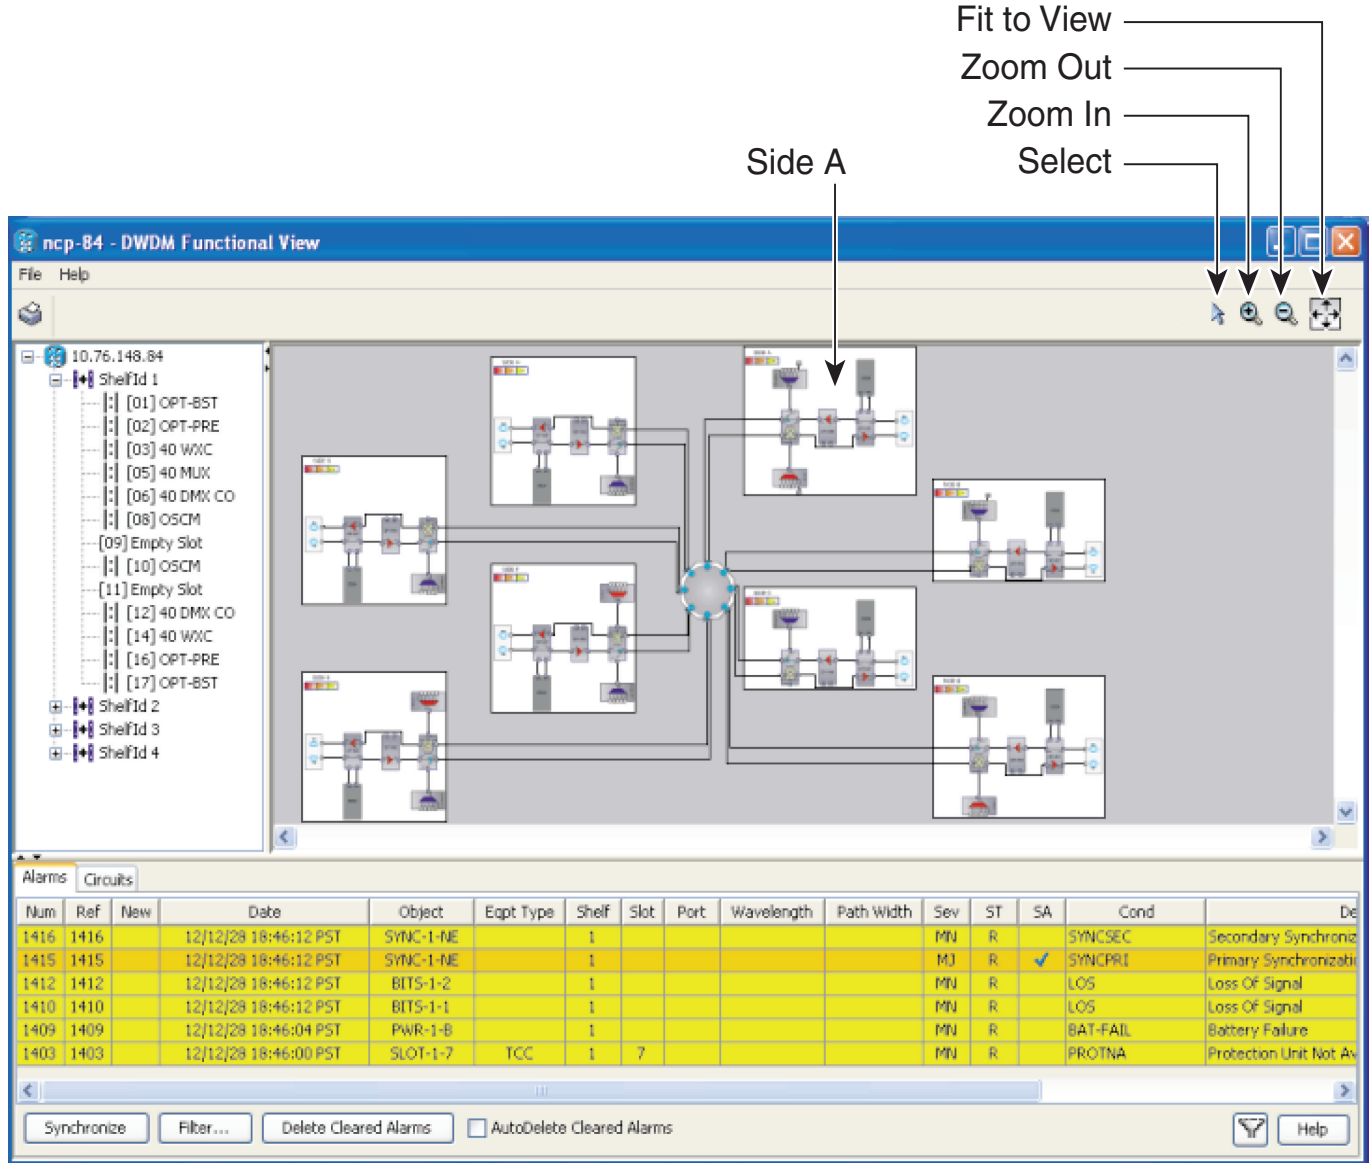 Fit to View
Zoom Out
Zoom In
Select
Side A
ncp-84 - DWDM Functional View
File Help
10.76.148.84
ShelfId 1
[01] OPT-BST
[02] OPT-PRE
[03] 40 WXC
[05] 40 MUX
[06] 40 DMX CO
[08] OSCM
[09] Empty Slot
[10] OSCM
[11] Empty Slot
[12] 40 DMX CO
[14] 40 WXC
[16] OPT-PRE
[17] OPT-BST
ShelfId 2
ShelfId 3
ShelfId 4
Alarms Circuits
Num Ref New Date Object Eqpt Type Shelf Slot Port Wavelength Path Width Sev ST SA Cond De
1416 1416 12/12/28 18:46:12 PST SYNC-1-NE 1 MN R SYNCSEC Secondary Synchroniz
1415 1415 12/12/28 18:46:12 PST SYNC-1-NE 1 MJ R ✓ SYNCPRI Primary Synchronizatio
1412 1412 12/12/28 18:46:12 PST BITS-1-2 1 MN R LOS Loss Of Signal
1410 1410 12/12/28 18:46:12 PST BITS-1-1 1 MN R LOS Loss Of Signal
1409 1409 12/12/28 18:46:04 PST PWR-1-B 1 MN R BAT-FAIL Battery Failure
1403 1403 12/12/28 18:46:00 PST SLOT-1-7 TCC 1 7 MN R PROTNA Protection Unit Not Av
Synchronize Filter... Delete Cleared Alarms AutoDelete Cleared Alarms Help